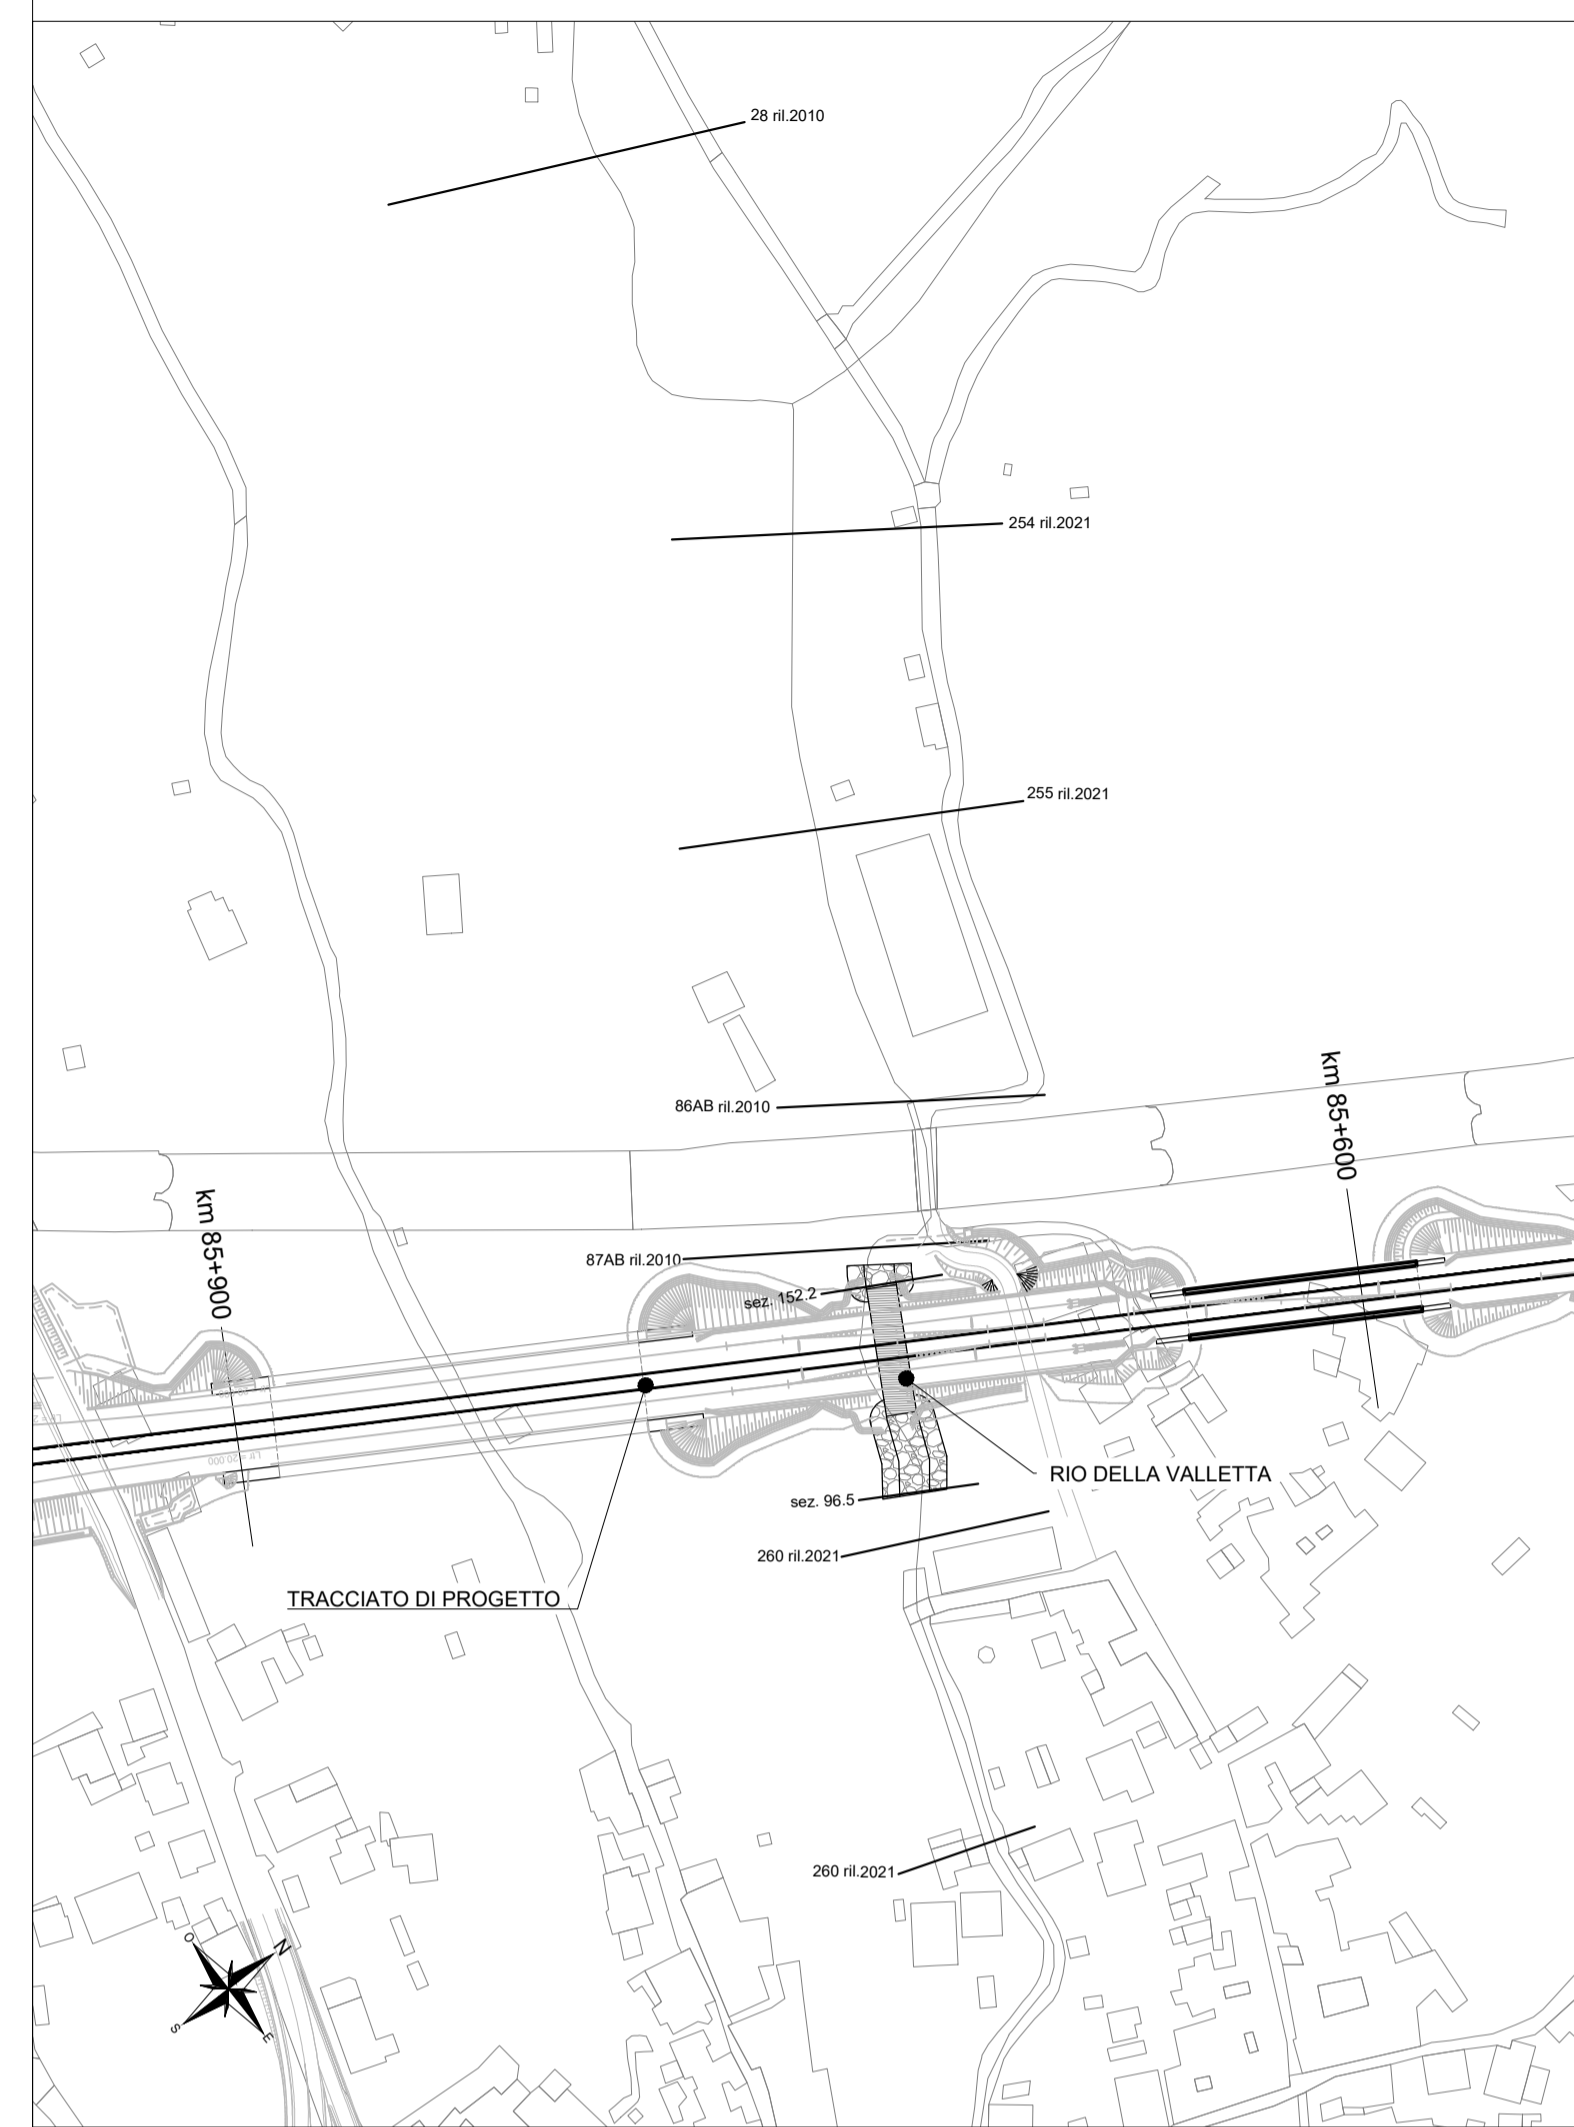 28 ril.2010
254 ril.2021
255 ril.2021
86AB ril.2010
km 85+600
km 85+900
87AB ril.2010
sez. 152.2
RIO DELLA VALLETTA
sez. 96.5
260 ril.2021
TRACCIATO DI PROGETTO
260 ril.2021
O
N
S
E